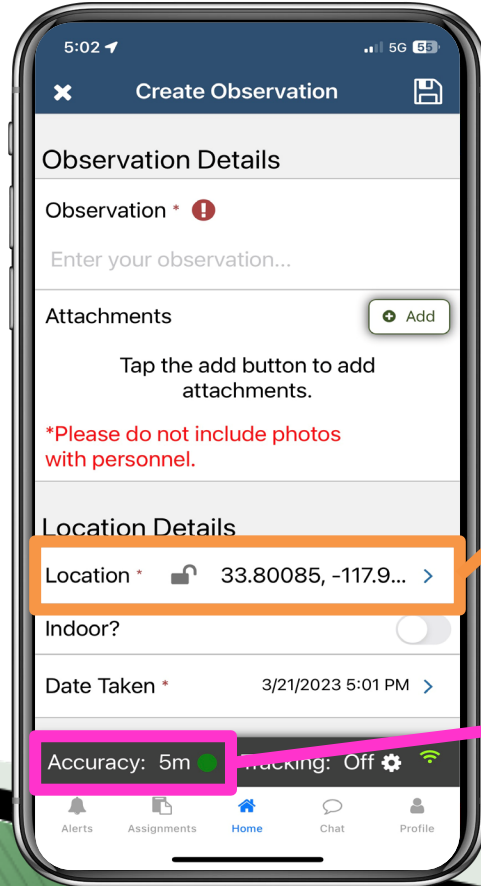 5:02 5G 55
Create Observation
Observation Details
Observation *
Enter your observation...
Attachments Add
Tap the add button to add
attachments.
*Please do not include photos
with personnel.
Location Details
Location * 33.80085, -117.9...
Indoor?
Date Taken * 3/21/2023 5:01 PM
Accuracy: 5m Tracking: Off
Alerts Assignments Home Chat Profile